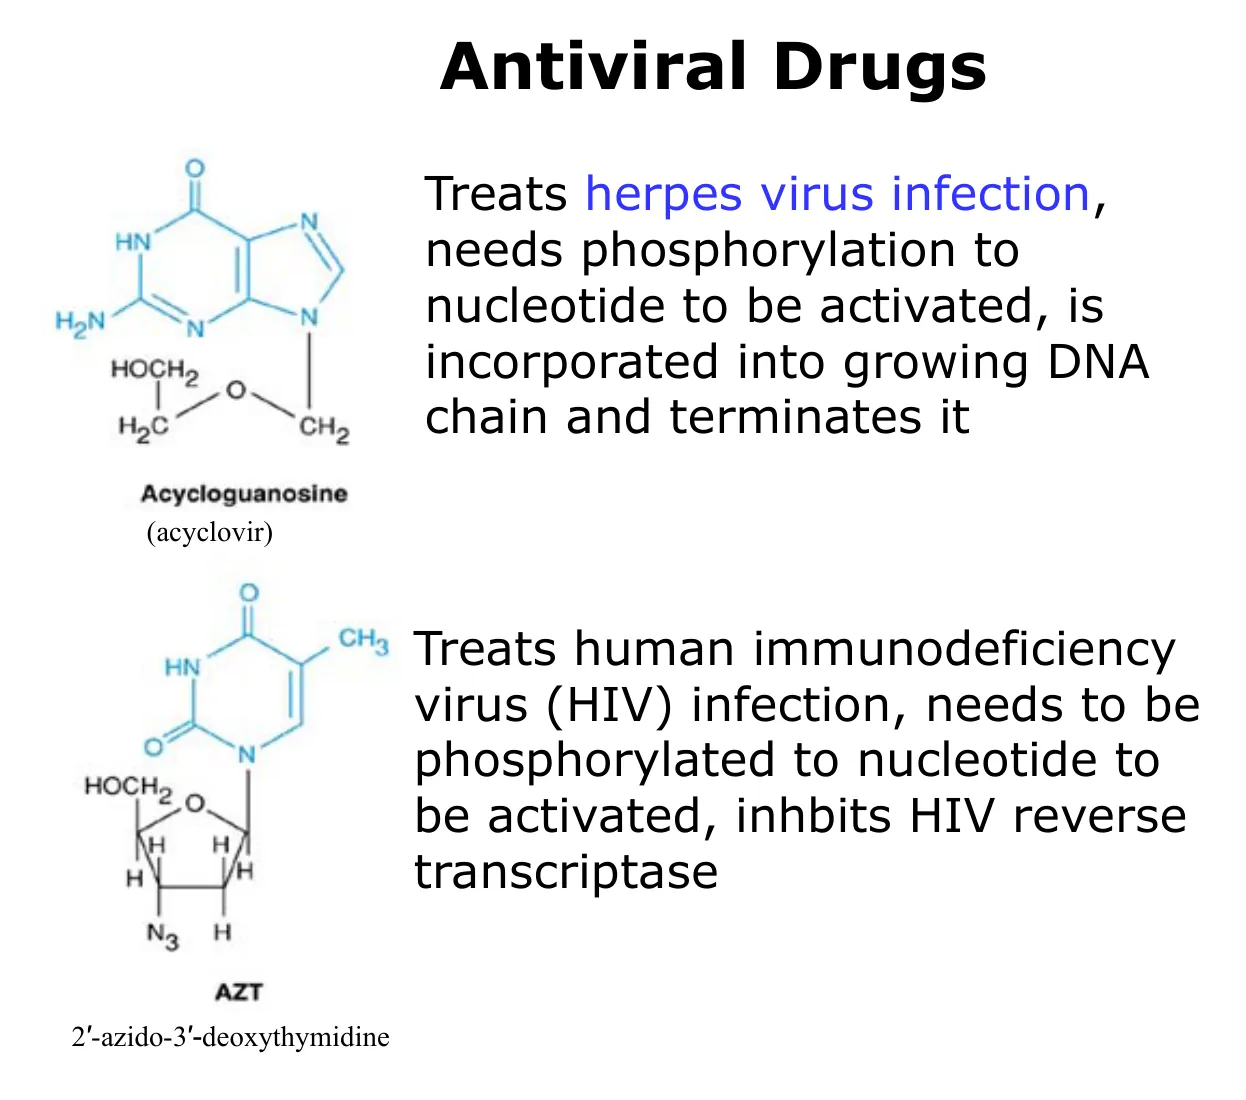 Antiviral Drugs
O
N
HN
H2N
N
N
HOCH2
O
H2C
CH2
Acycloguanosine
(acyclovir)
Treats herpes virus infection,
needs phosphorylation to
nucleotide to be activated, is
incorporated into growing DNA
chain and terminates it
O
CH3
HN
O
N
HOCH2
O
H H
H H
N3 H
AZT
2′-azido-3′-deoxythymidine
Treats human immunodeficiency
virus (HIV) infection, needs to be
phosphorylated to nucleotide to
be activated, inhbits HIV reverse
transcriptase